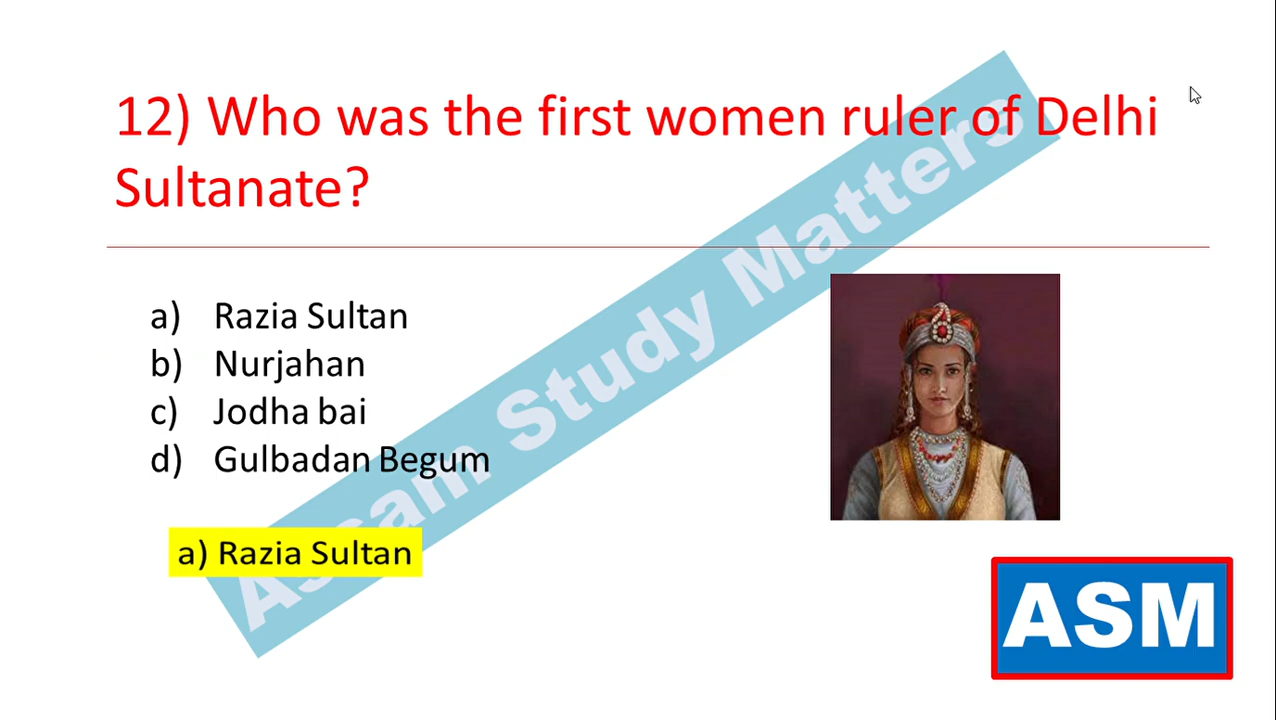 12) Who was the first women ruler of Delhi
Sultanate?
a) Razia Sultan
b) Nurjahan
c) Jodha bai
d) Gulbadan Begum
a) Razia Sultan
Assam Study Matters
ASM